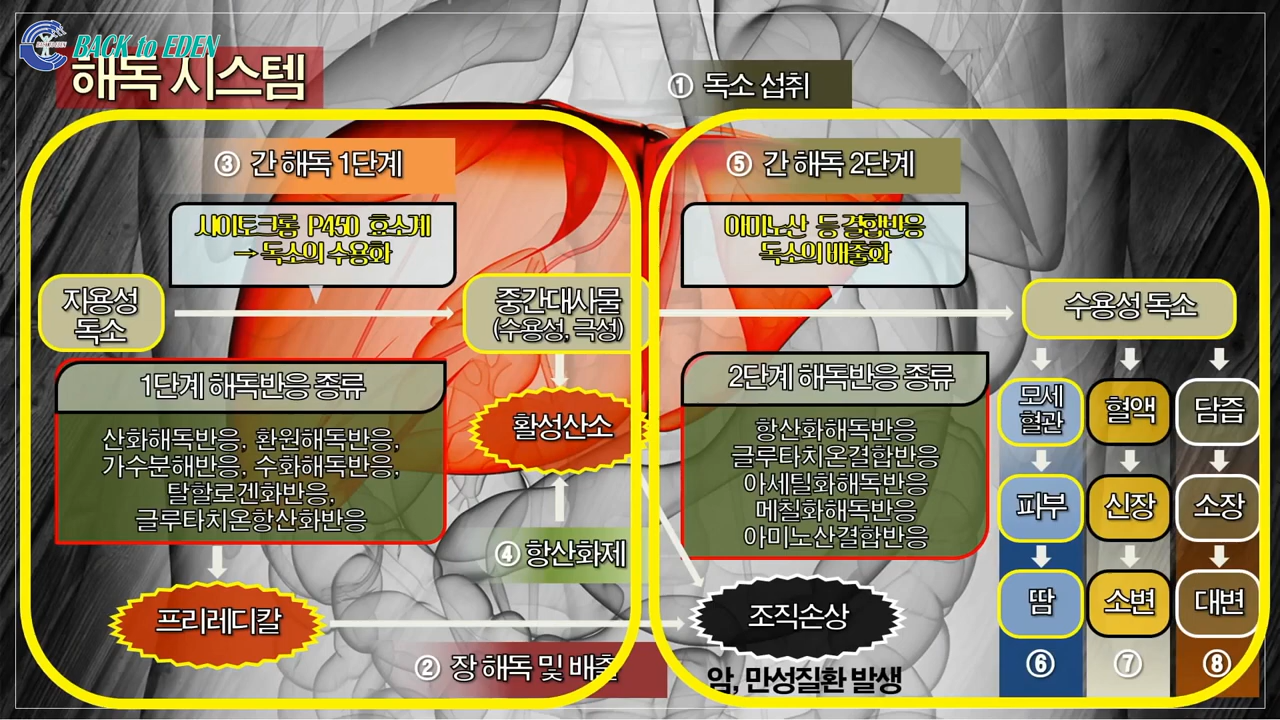 BACK to EDEN
해독 시스템
① 독소 섭취
③ 간 해독 1단계
사이토크롬 P450 효소계
→ 독소의 수용화
지용성
독소
중간대사물
(수용성, 극성)
1단계 해독반응 종류
산화해독반응, 환원해독반응,
가수분해반응, 수화해독반응,
탈할로겐화반응,
글루타치온항산화반응
활성산소
④ 항산화제
프리레디칼
② 장 해독 및 배출
⑤ 간 해독 2단계
아미노산 등 결합반응
독소의 배출화
수용성 독소
2단계 해독반응 종류
항산화해독반응
글루타치온결합반응
아세틸화해독반응
메칠화해독반응
아미노산결합반응
조직손상
암, 만성질환 발생
모세
혈관
피부
땀
⑥
혈액
신장
소변
⑦
담즙
소장
대변
⑧